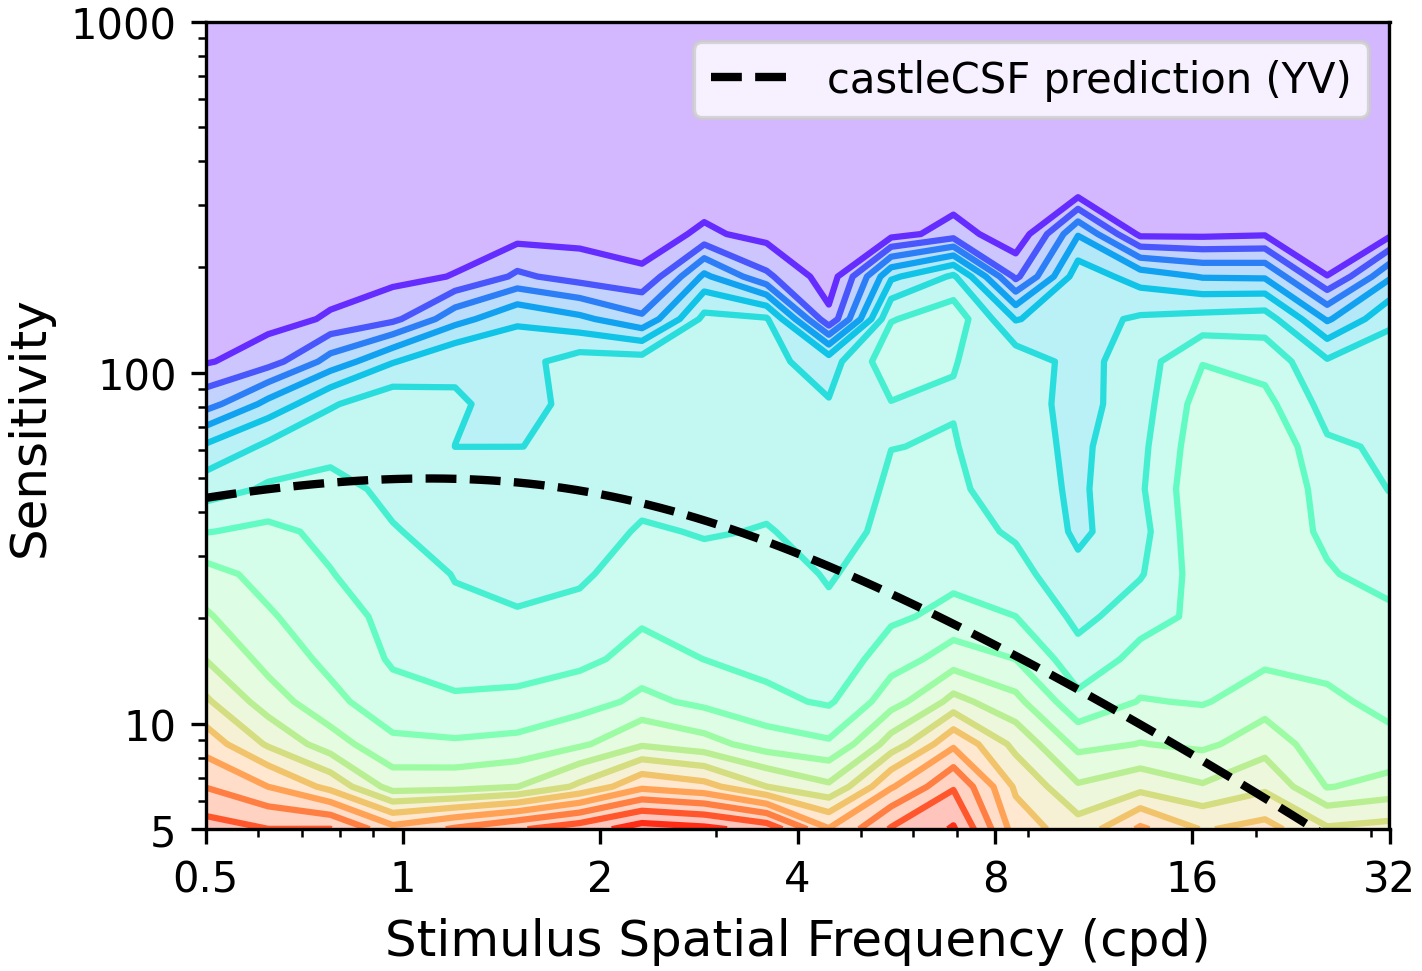 1000
castleCSF prediction (YV)
Sensitivity
100
10
5
0.5 1 2 4 8 16 32
Stimulus Spatial Frequency (cpd)